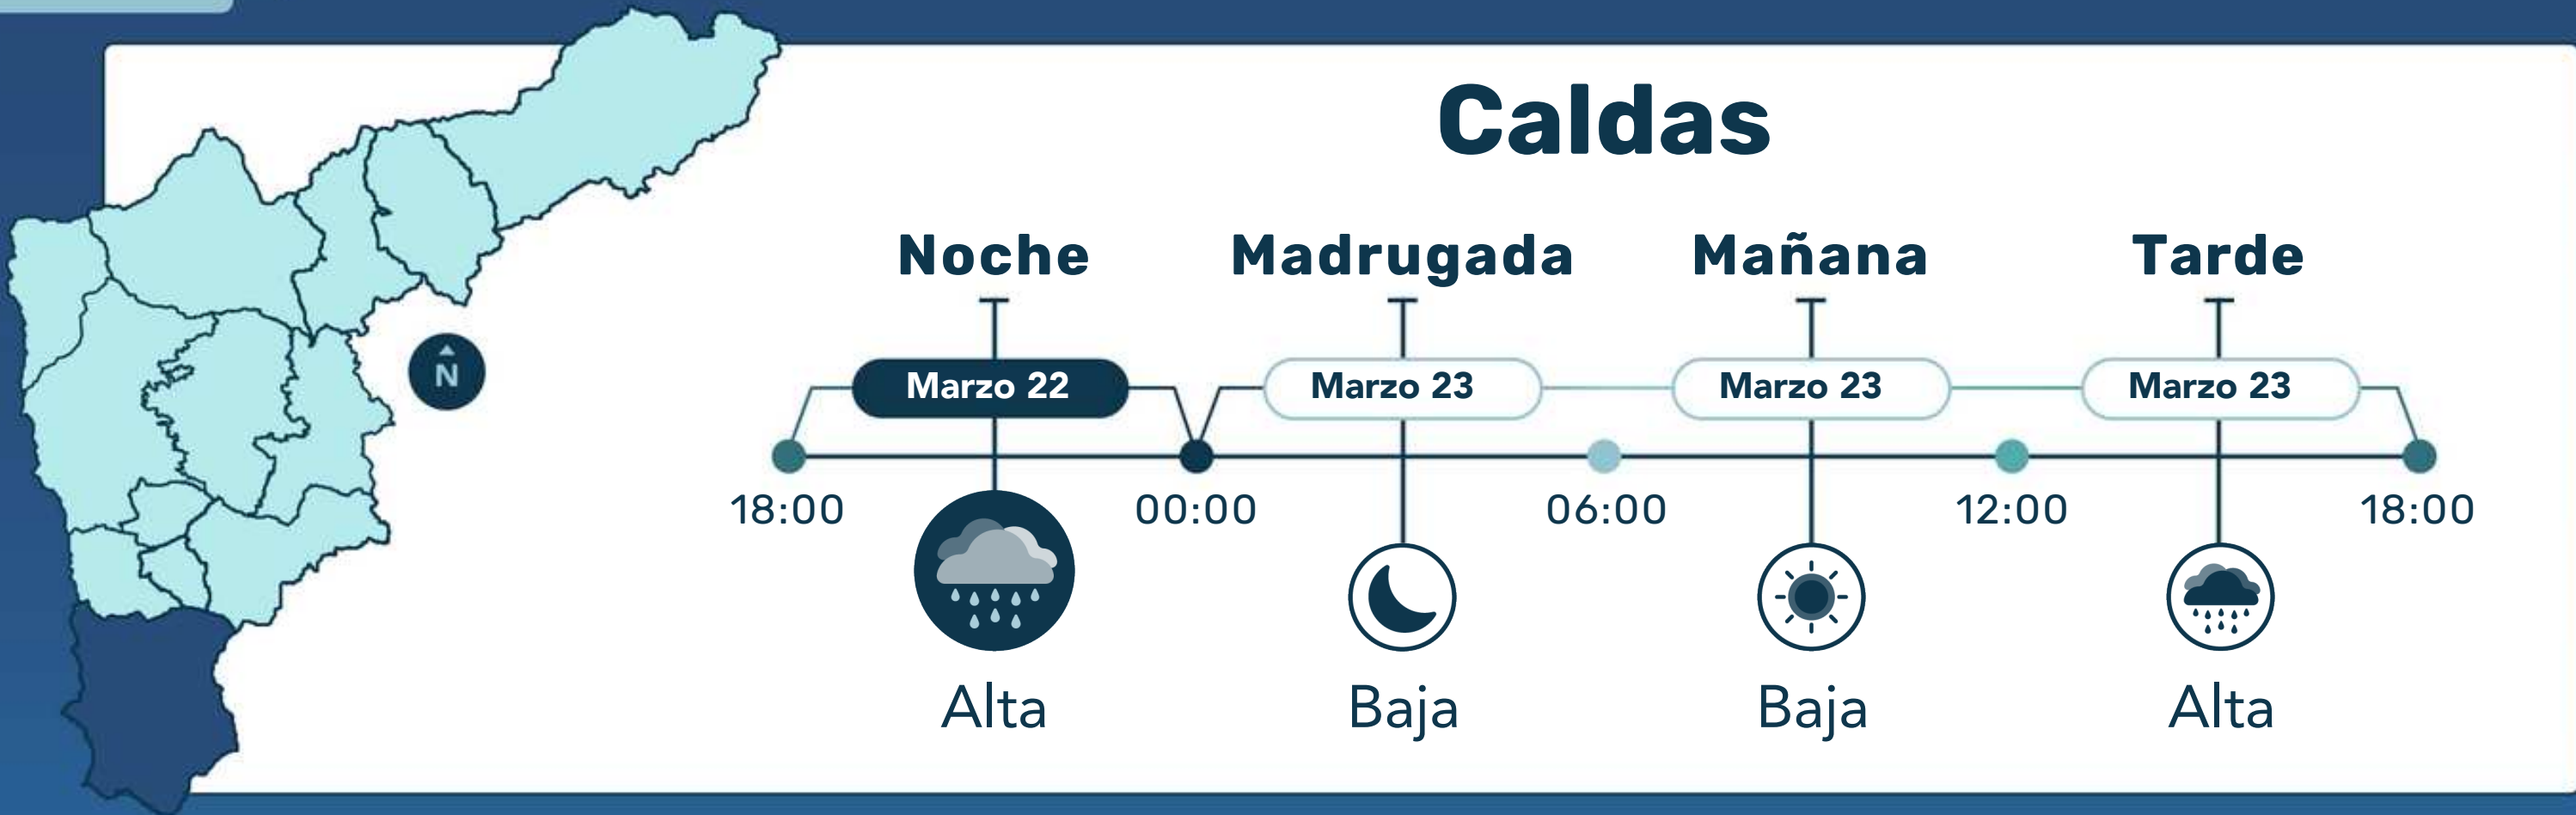 Caldas
Noche Madrugada Mañana Tarde
Marzo 22 Marzo 23 Marzo 23 Marzo 23
N
18:00 00:00 06:00 12:00 18:00
Alta Baja Baja Alta